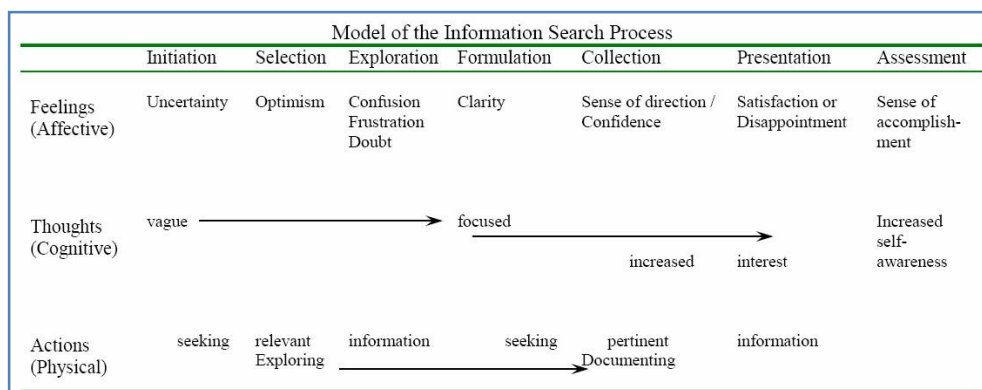 Model of the Information Search Process
Initiation Selection Exploration Formulation Collection Presentation Assessment
Feelings (Affective)
Uncertainty
Optimism
Confusion
Frustration
Doubt
Clarity
Sense of direction /
Confidence
Satisfaction or
Disappointment
Sense of
accomplish-
ment
Thoughts
(Cognitive)
vague
focused
increased interest
Increased
self-
awareness
Actions
(Physical)
seeking relevant information seeking pertinent information
Exploring Documenting